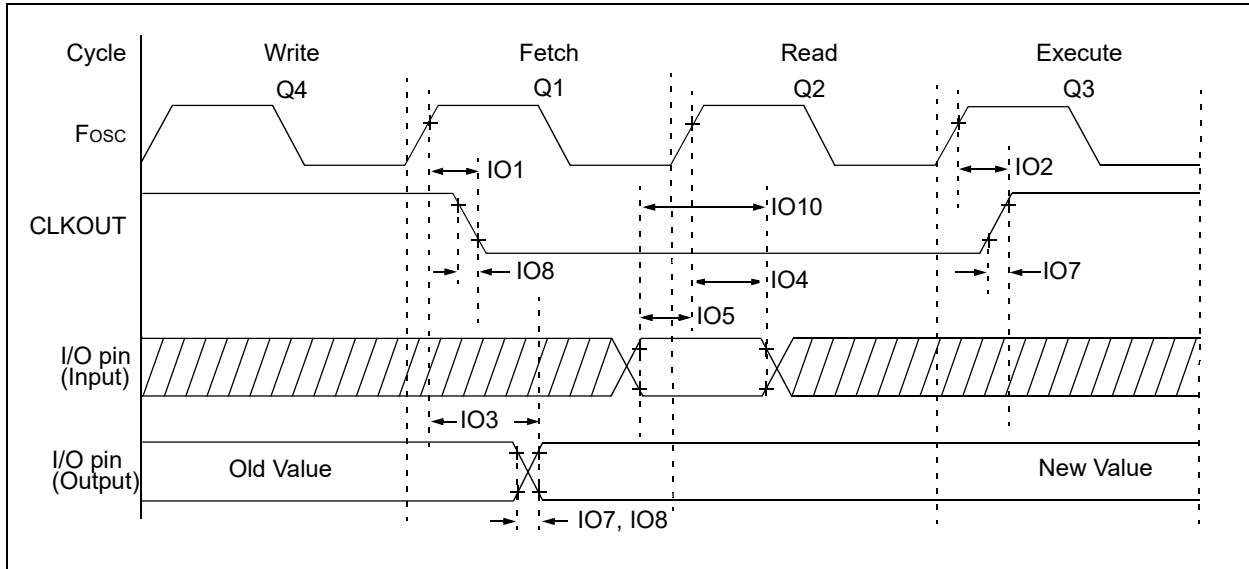 Cycle Write Fetch Read Execute
Q4 Q1 Q2 Q3
Fosc
IO1 IO2
IO10
CLKOUT
IO8 IO7
IO4
IO5
I/O pin
(Input)
IO3
I/O pin
(Output)
Old Value New Value
IO7, IO8